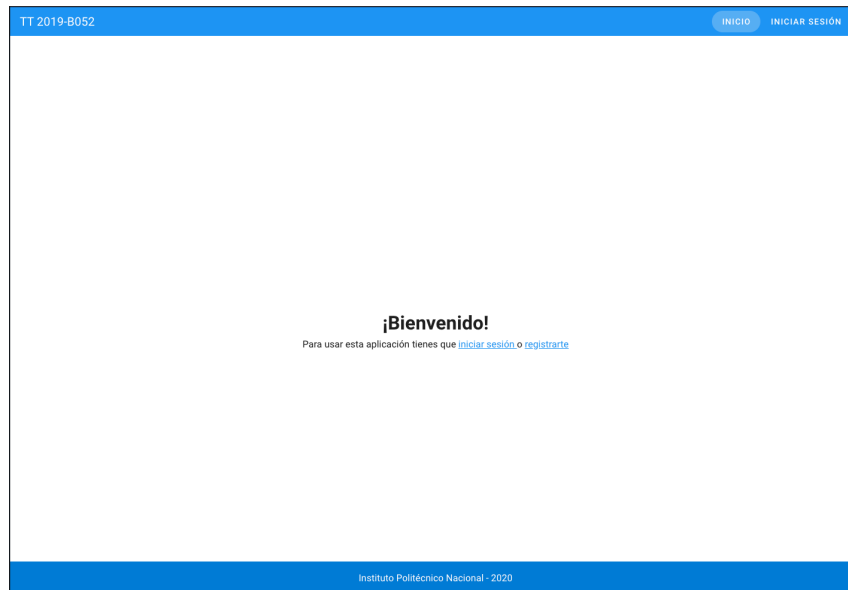 TT 2019-B052
INICIO INICIAR SESIÓN
¡Bienvenido!
Para usar esta aplicación tienes que iniciar sesión o registrarte
Instituto Politécnico Nacional - 2020